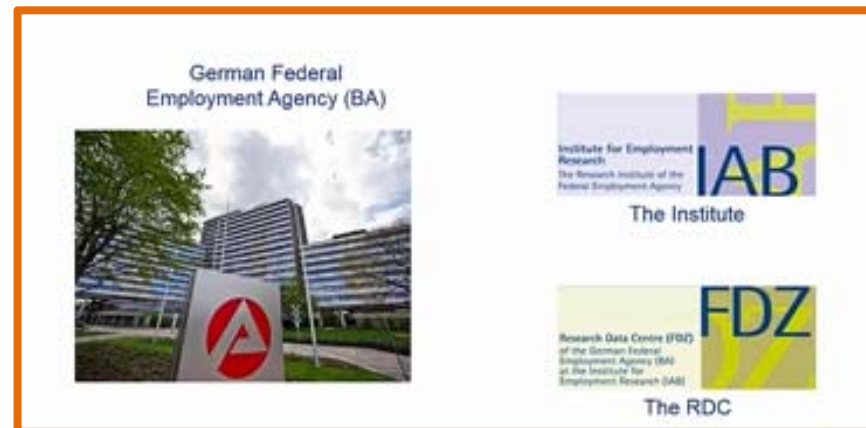 German Federal
Employment Agency (BA)
Institute for Employment
Research
The Research Institute of the
Federal Employment Agency
IAB
The Institute
FDZ
Research Data Centre (FDZ)
of the German Federal
Employment Agency (BA)
at the Institute for
Employment Research (IAB)
The RDC